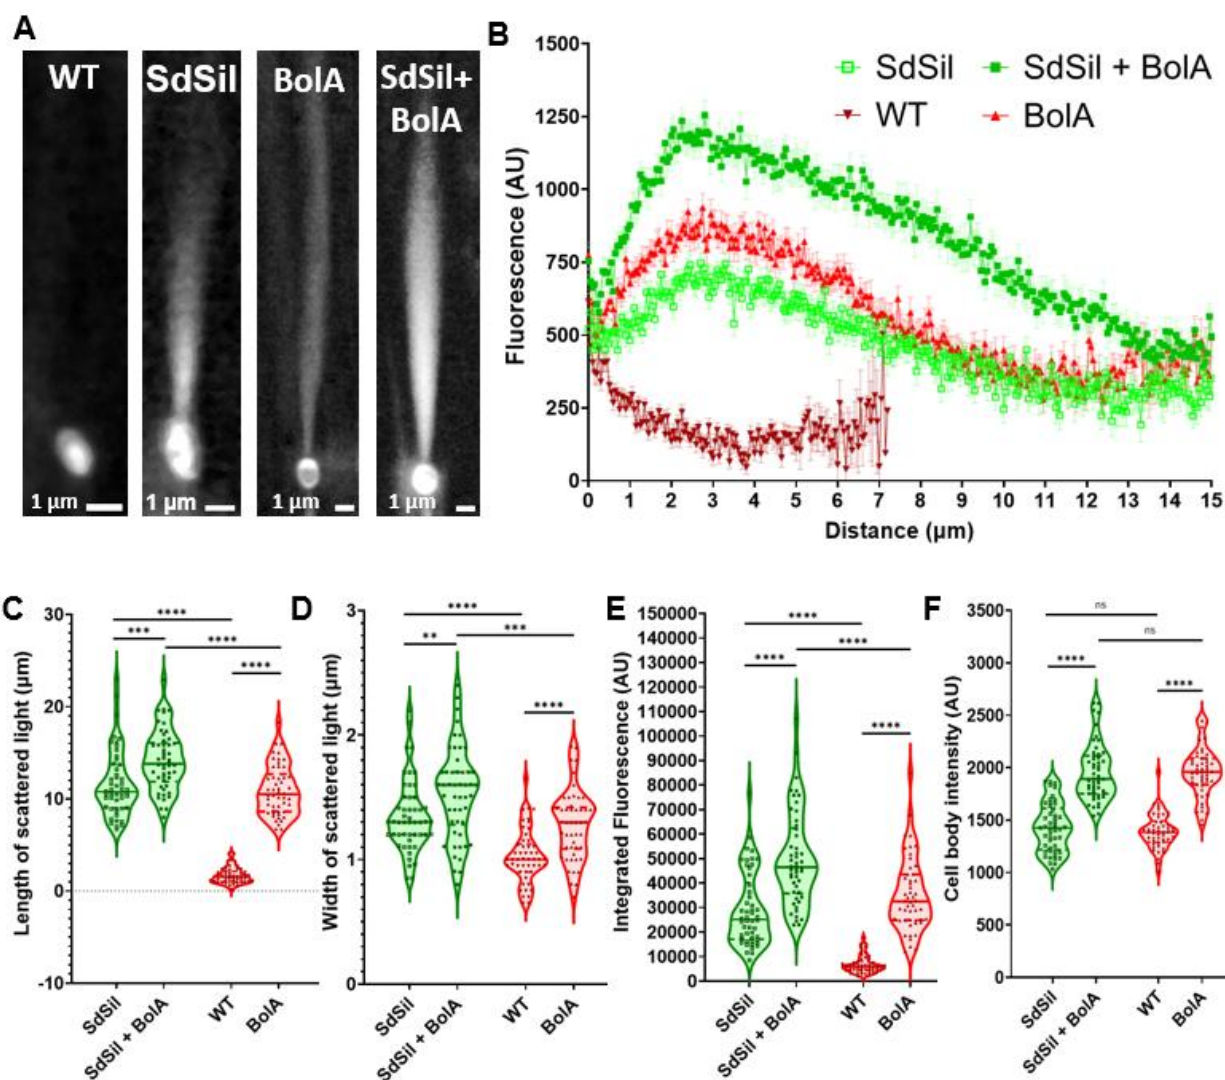 A
WT
SdSil
BolA
SdSil+
BolA
1 µm
1 µm
1 µm
1 µm
B
1500
1250
1000
750
500
250
0
Fluorescence (AU)
SdSil
SdSil + BolA
WT
BolA
0 1 2 3 4 5 6 7 8 9 10 11 12 13 14 15
Distance (µm)
C
30
20
10
0
-10
Length of scattered light (µm)
****
***
****
****
SdSil
SdSil + BolA
WT
BolA
D
3
2
1
0
Width of scattered light (µm)
****
**
***
****
SdSil
SdSil + BolA
WT
BolA
E
150000
140000
130000
120000
110000
100000
90000
80000
70000
60000
50000
40000
30000
20000
10000
0
Integrated Fluorescence (AU)
****
****
****
****
SdSil
SdSil + BolA
WT
BolA
F
3500
3000
2500
2000
1500
1000
500
0
Cell body intensity (AU)
ns
ns
****
****
SdSil
SdSil + BolA
WT
BolA